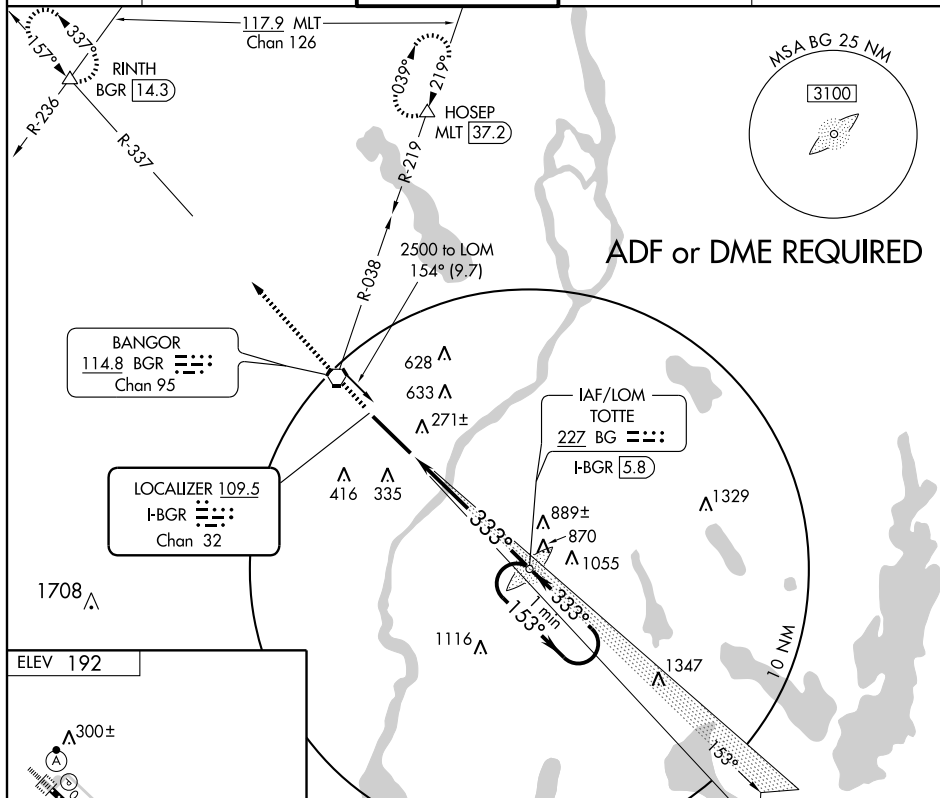 117.9 MLT
Chan 126
337°
157°
RINTH
BGR 14.3
R-236
R-337
039°
219°
HOSEP
MLT 37.2
R-219
MSA BG 25 NM
3100
ADF or DME REQUIRED
2500 to LOM
154° (9.7)
R-038
BANGOR
114.8 BGR
Chan 95
628
633
271±
416
335
LOCALIZER 109.5
I-BGR
Chan 32
IAF/LOM
TOTTE
227 BG
I-BGR 5.8
1329
889±
870
1055
333°
333°
1 min
153°
1708
1116
1347
10 NM
153°
ELEV 192
300±
A
P